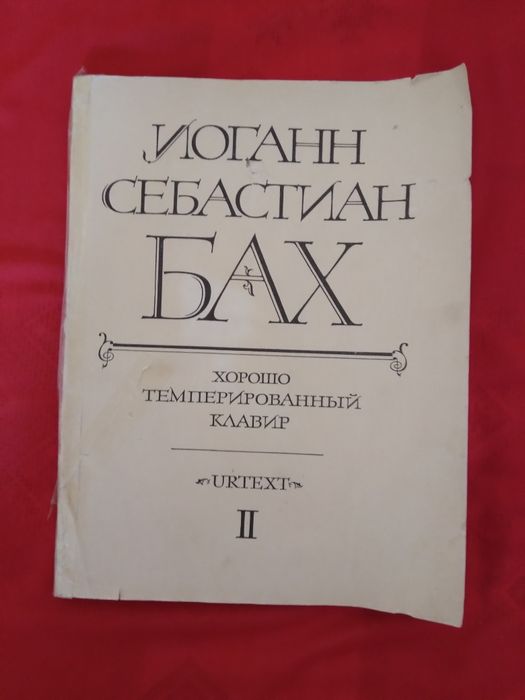 ИОГАНН
СЕБАСТИАН
БАХ
ХОРОШО
ТЕМПЕРИРОВАННЫЙ
КЛАВИР
URTEXT
II